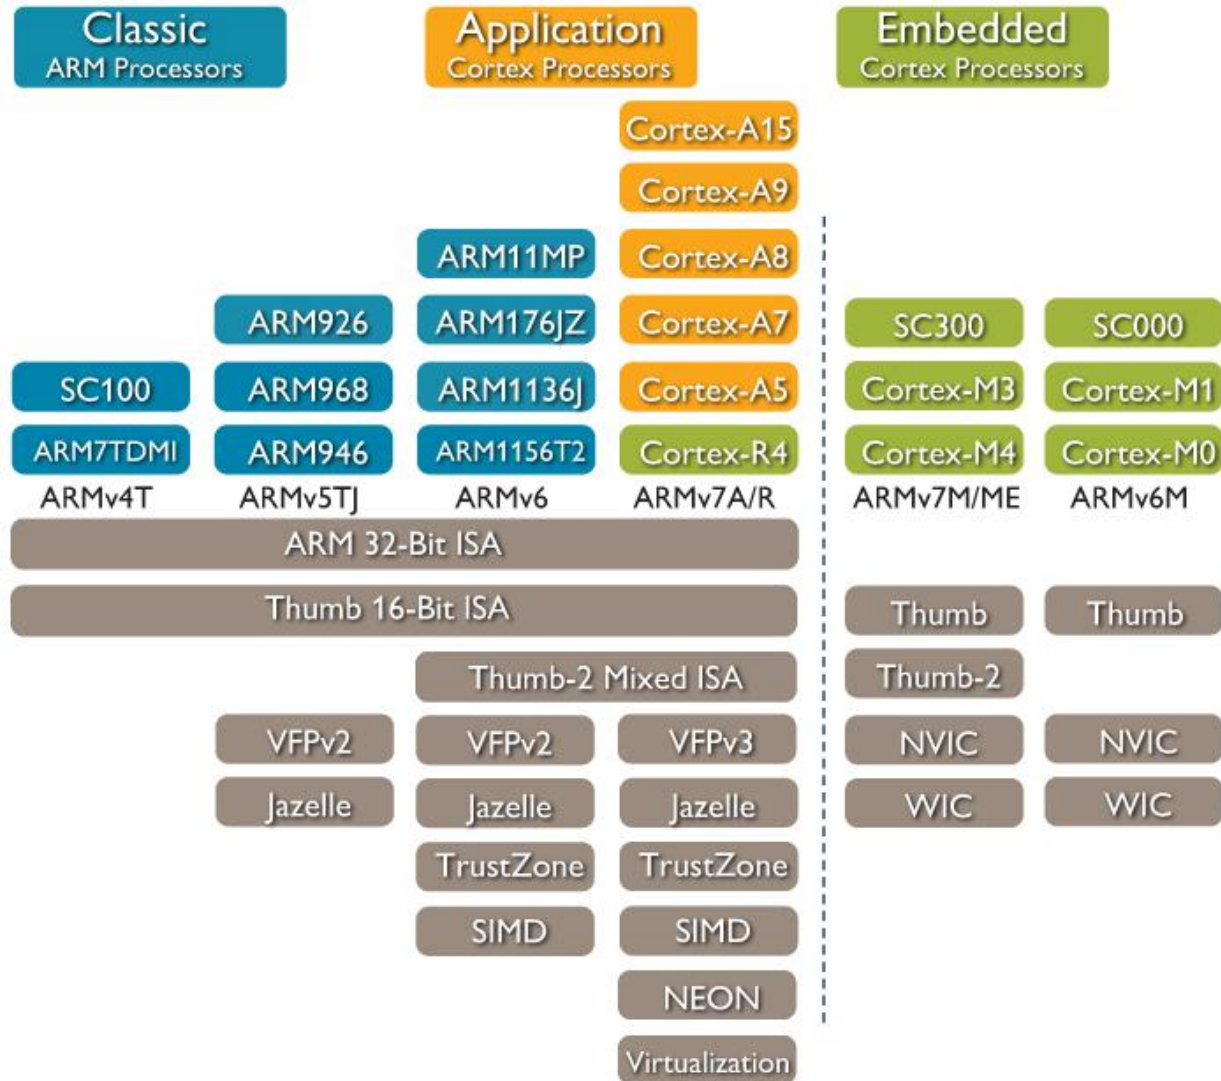 Classic
ARM Processors
Application
Cortex Processors
Embedded
Cortex Processors
Cortex-A15
Cortex-A9
ARM11MP
Cortex-A8
ARM926
ARM176JZ
Cortex-A7
SC300
SC000
SC100
ARM968
ARM1136J
Cortex-A5
Cortex-M3
Cortex-M1
ARM7TDMI
ARM946
ARM1156T2
Cortex-R4
Cortex-M4
Cortex-M0
ARMv4T
ARMv5TJ
ARMv6
ARMv7A/R
ARMv7M/ME
ARMv6M
ARM 32-Bit ISA
Thumb 16-Bit ISA
Thumb
Thumb
Thumb-2 Mixed ISA
Thumb-2
VFPv2
VFPv2
VFPv3
NVIC
NVIC
Jazelle
Jazelle
Jazelle
WIC
WIC
TrustZone
TrustZone
SIMD
SIMD
NEON
Virtualization